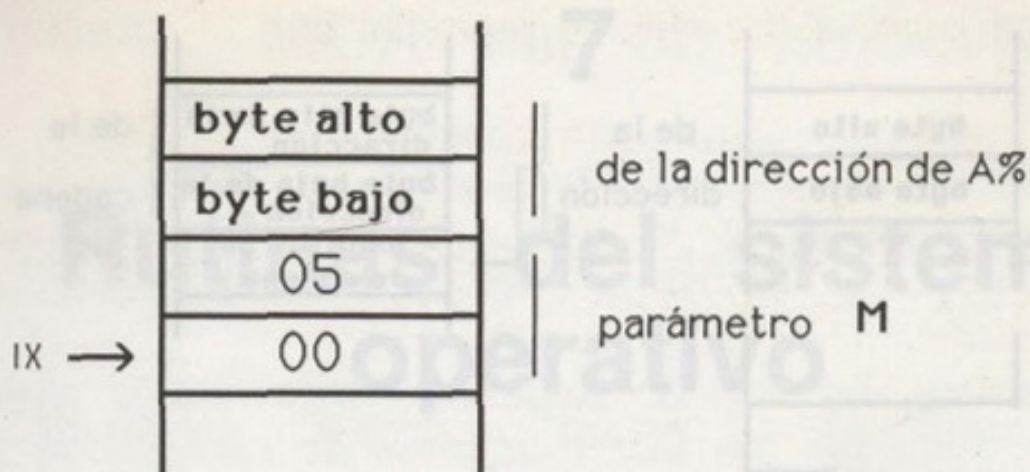 byte alto
byte bajo
de la dirección de A%
05
00
parámetro M
IX →